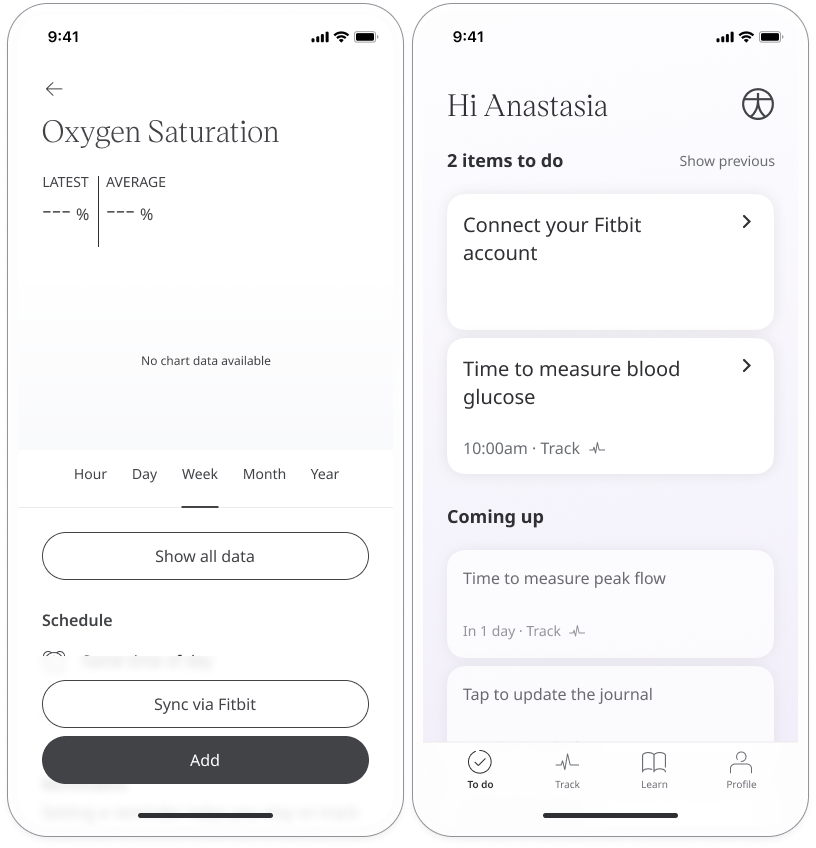 9:41
Oxygen Saturation
LATEST
AVERAGE
--- %
--- %
No chart data available
Hour Day Week Month Year
Show all data
Schedule
Sync via Fitbit
Add
9:41
Hi Anastasia
2 items to do
Show previous
Connect your Fitbit
account
Time to measure blood
glucose
10:00am · Track
Coming up
Time to measure peak flow
In 1 day · Track
Tap to update the journal
To do
Track
Learn
Profile